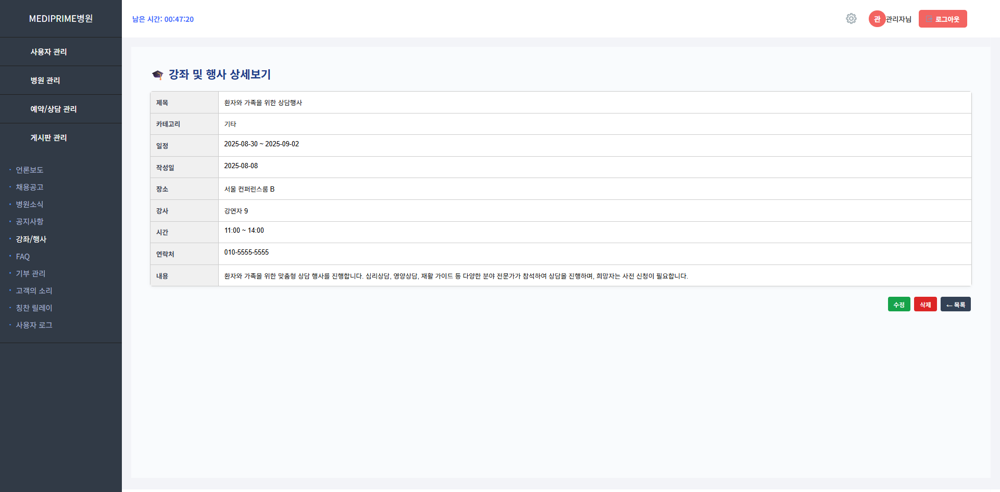 MEDIPRIME병원
남은 시간: 00:47:20
관
관리자님
로그아웃
사용자 관리
병원 관리
예약/상담 관리
게시판 관리
언론보도
채용공고
병원소식
공지사항
강좌/행사
FAQ
기부 관리
고객의 소리
칭찬 릴레이
사용자 로그
강좌 및 행사 상세보기
제목 환자와 가족을 위한 상담행사
카테고리 기타
일정 2025-08-30 ~ 2025-09-02
작성일 2025-08-08
장소 서울 컨퍼런스룸 B
강사 강연자 9
시간 11:00 ~ 14:00
연락처 010-5555-5555
내용 환자와 가족을 위한 맞춤형 상담 행사를 진행합니다. 심리상담, 영양상담, 재활 가이드 등 다양한 분야 전문가가 참석하여 상담을 진행하며, 희망자는 사전 신청이 필요합니다.
수정 삭제 ← 목록